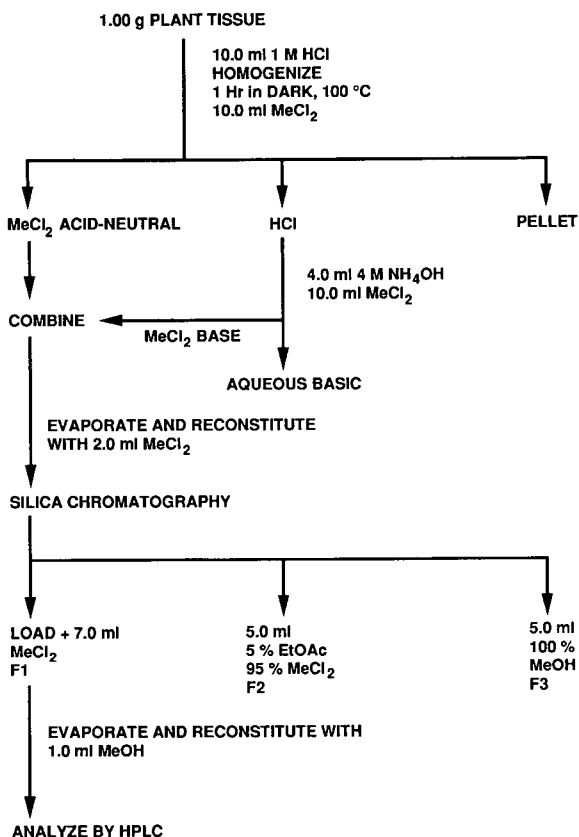 1.00 g PLANT TISSUE
10.0 ml 1 M HCl
HOMOGENIZE
1 Hr in DARK, 100 °C
10.0 ml MeCl₂
MeCl₂ ACID-NEUTRAL
HCl
PELLET
4.0 ml 4 M NH₄OH
10.0 ml MeCl₂
COMBINE
MeCl₂ BASE
AQUEOUS BASIC
EVAPORATE AND RECONSTITUTE
WITH 2.0 ml MeCl₂
SILICA CHROMATOGRAPHY
LOAD + 7.0 ml
MeCl₂
F1
5.0 ml
5 % EtOAc
95 % MeCl₂
F2
5.0 ml
100 %
MeOH
F3
EVAPORATE AND RECONSTITUTE WITH
1.0 ml MeOH
ANALYZE BY HPLC